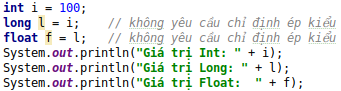 int i = 100;
long l = i;    // không yêu cầu chỉ định ép kiểu
float f = l;   // không yêu cầu chỉ định ép kiểu
System.out.println("Giá trị Int: " + i);
System.out.println("Giá trị Long: " + l);
System.out.println("Giá trị Float:  " + f);